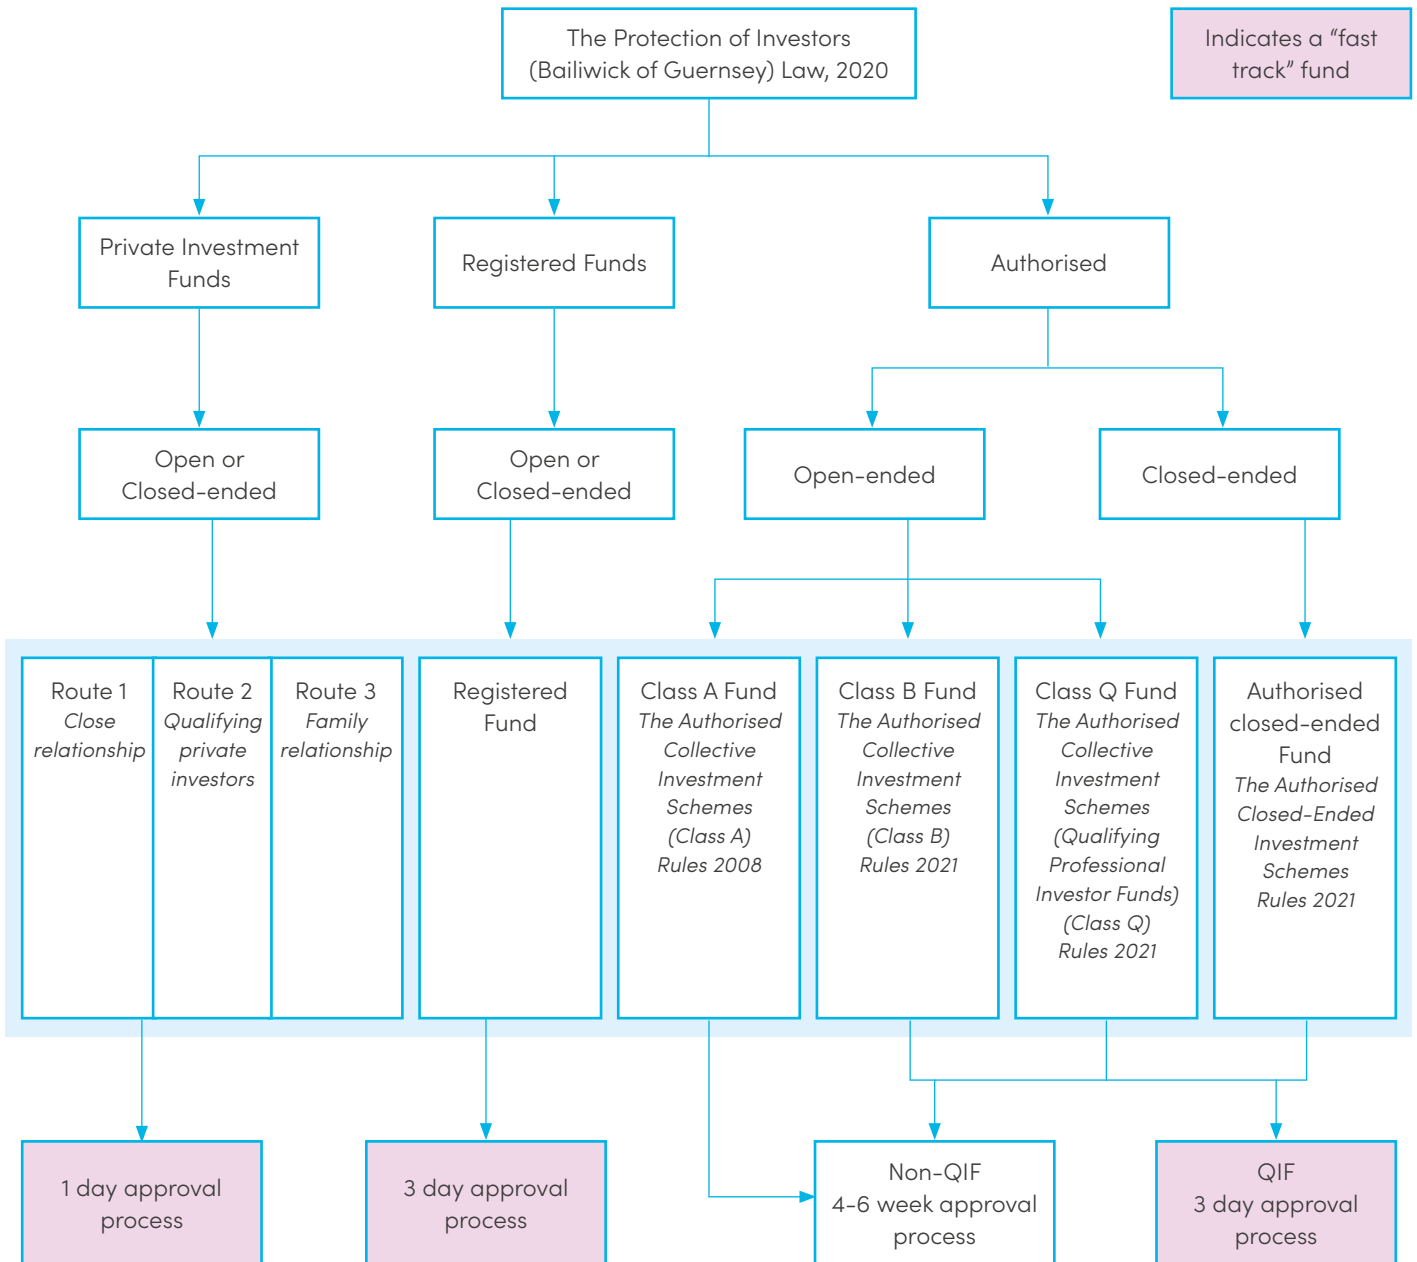 The Protection of Investors
(Bailiwick of Guernsey) Law, 2020
Indicates a "fast
track" fund
Private Investment
Funds
Registered Funds
Authorised
Open or
Closed-ended
Open or
Closed-ended
Open-ended
Closed-ended
Route 1
Close
relationship
Route 2
Qualifying
private
investors
Route 3
Family
relationship
Registered
Fund
Class A Fund
The Authorised
Collective
Investment
Schemes
(Class A)
Rules 2008
Class B Fund
The Authorised
Collective
Investment
Schemes
(Class B)
Rules 2021
Class Q Fund
The Authorised
Collective
Investment
Schemes
(Qualifying
Professional
Investor Funds)
(Class Q)
Rules 2021
Authorised
closed-ended
Fund
The Authorised
Closed-Ended
Investment
Schemes
Rules 2021
1 day approval
process
3 day approval
process
Non-QIF
4-6 week approval
process
QIF
3 day approval
process